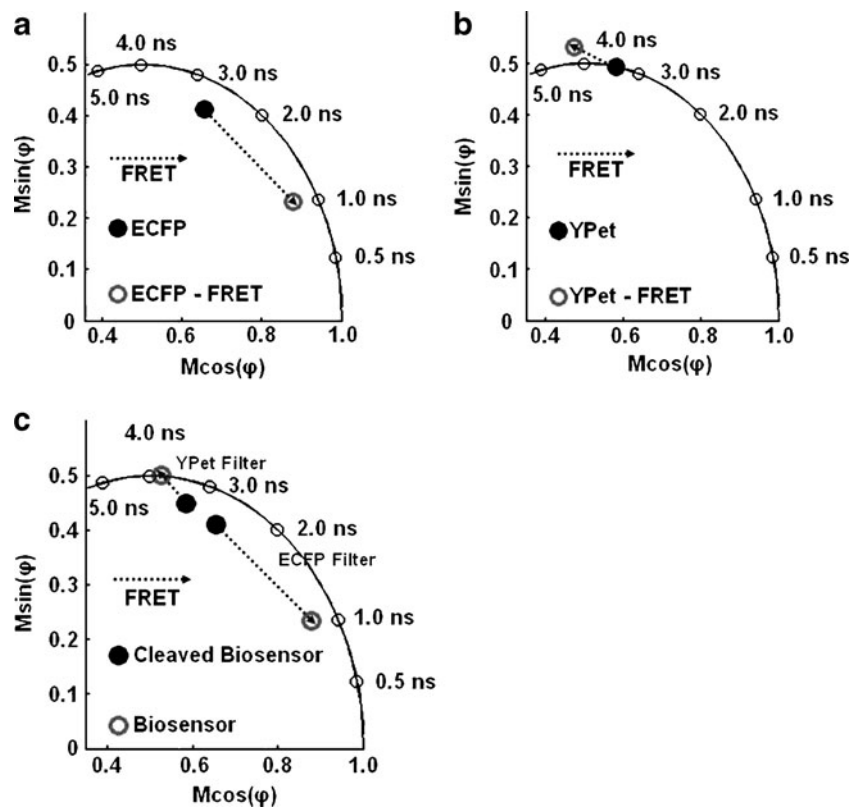 a
4.0 ns
0.5
3.0 ns
5.0 ns
0.4
2.0 ns
Msin(φ)
0.3
FRET
1.0 ns
0.2
ECFP
0.5 ns
0.1
ECFP - FRET
0
0.4 0.6 0.8 1.0
Mcos(φ)
b
4.0 ns
0.5
3.0 ns
5.0 ns
0.4
2.0 ns
Msin(φ)
0.3
FRET
1.0 ns
0.2
YPet
0.5 ns
0.1
YPet - FRET
0
0.4 0.6 0.8 1.0
Mcos(φ)
c
4.0 ns
YPet Filter
0.5
3.0 ns
5.0 ns
0.4
2.0 ns
ECFP Filter
Msin(φ)
0.3
FRET
1.0 ns
0.2
Cleaved Biosensor
0.5 ns
0.1
Biosensor
0
0.4 0.6 0.8 1.0
Mcos(φ)